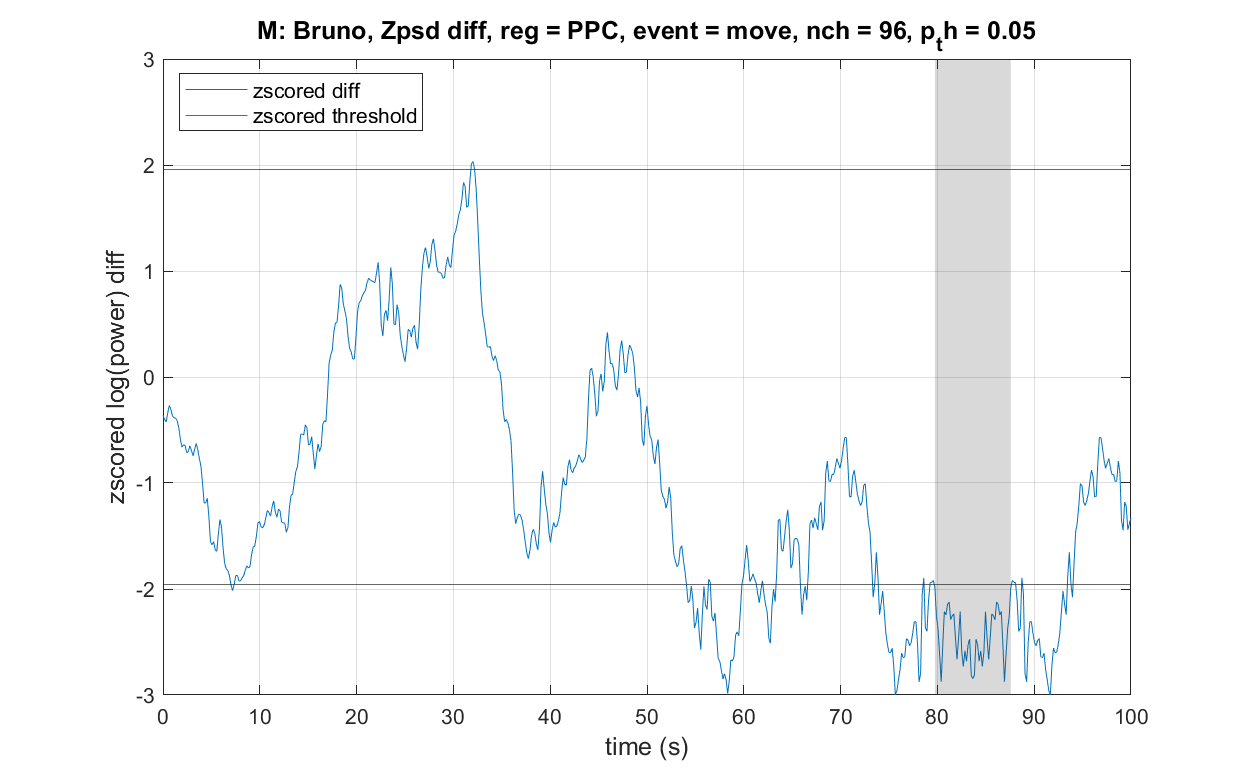 M: Bruno, Zpsd diff, reg = PPC, event = move, nch = 96, pₜh = 0.05
zscored diff
zscored threshold
3
2
1
0
-1
-2
-3
zscored log(power) diff
0 10 20 30 40 50 60 70 80 90 100
time (s)